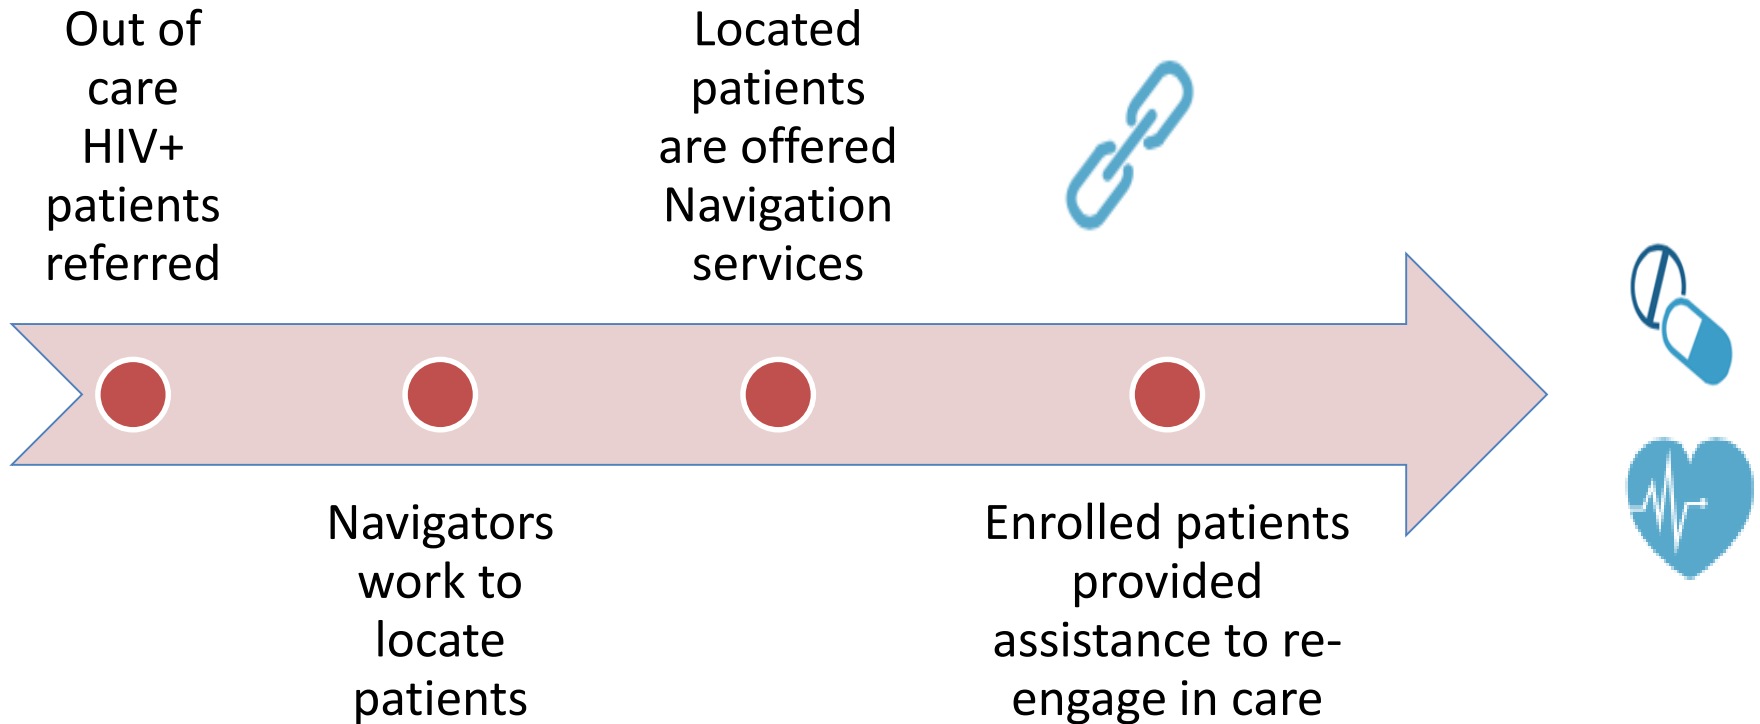 Out of
care
HIV+
patients
referred
Navigators
work to
locate
patients
Located
patients
are offered
Navigation
services
Enrolled patients
provided
assistance to re-
engage in care